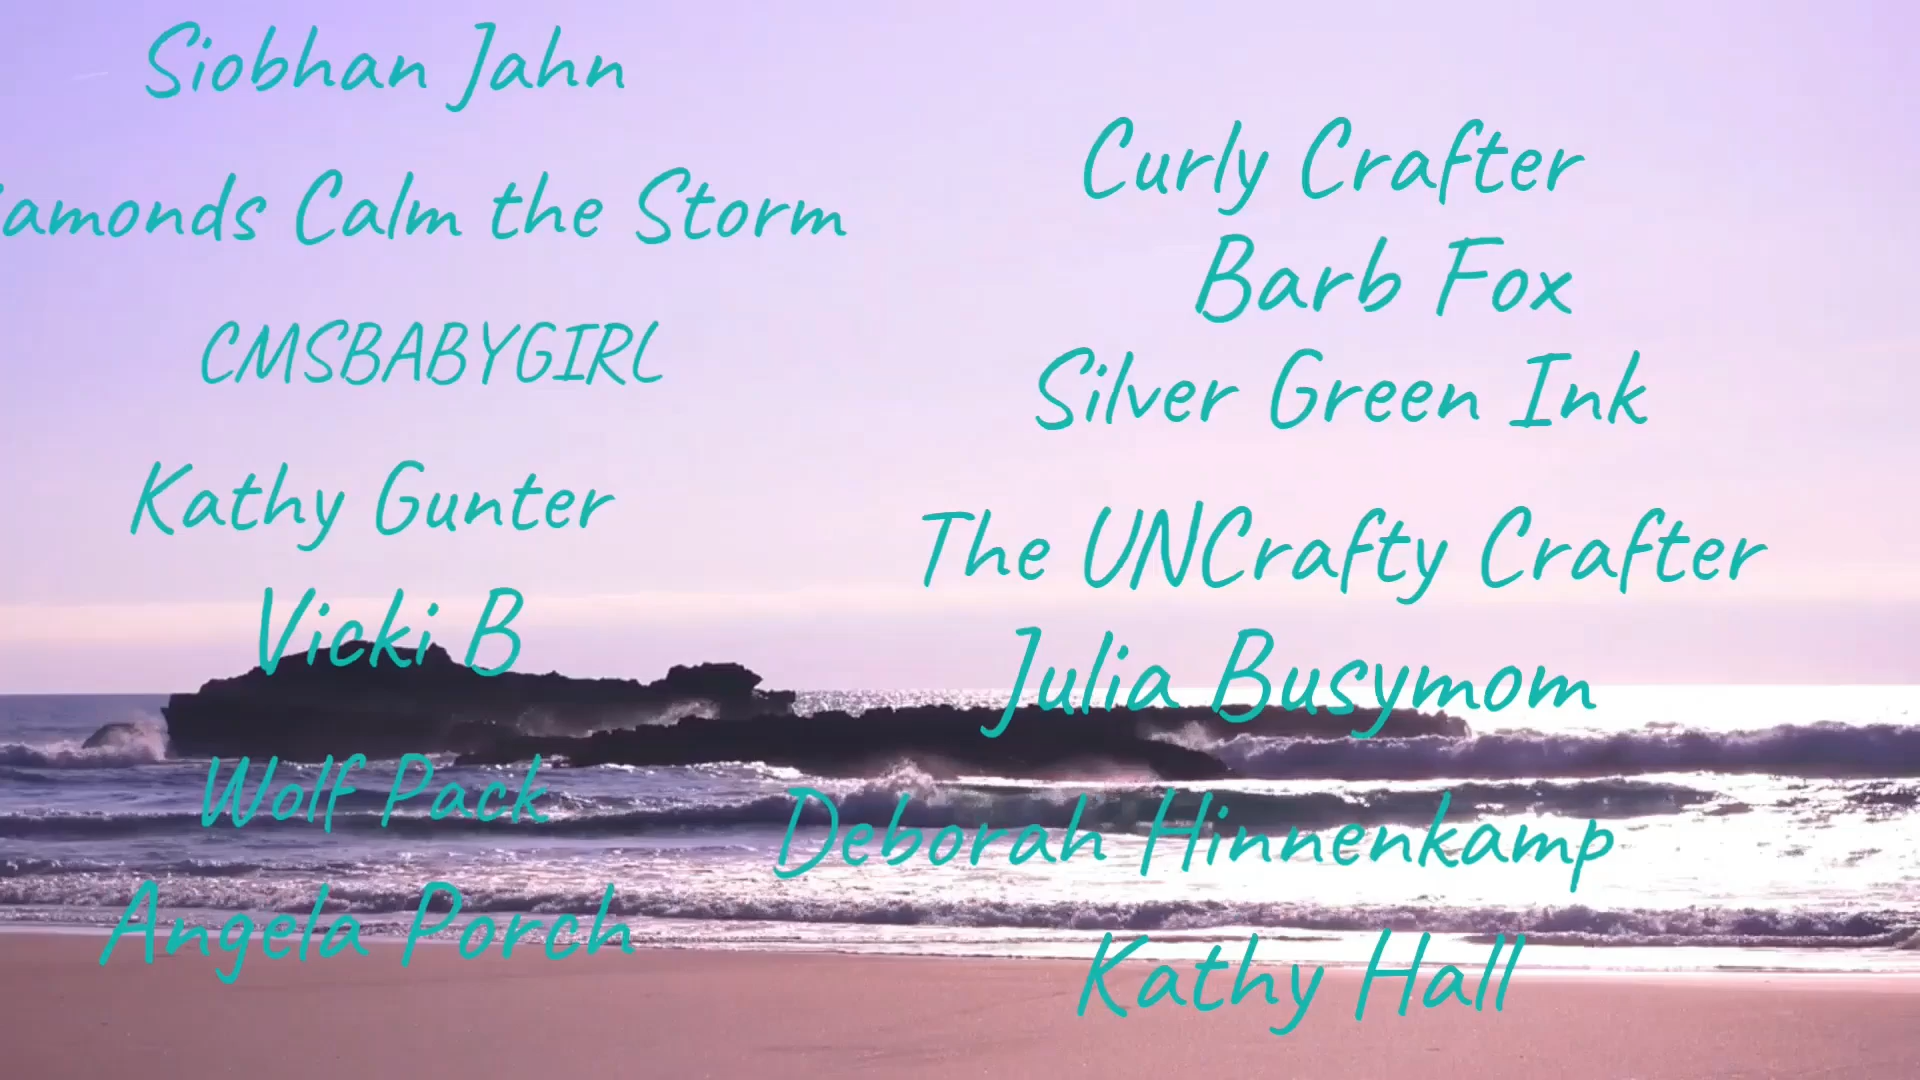 Siobhan Jahn
iamonds Calm the Storm
CMSBABYGIRL
Kathy Gunter
Vicki B
Wolf Pack
Angela Porch
Curly Crafter
Barb Fox
Silver Green Ink
The UNCrafty Crafter
Julia Busymom
Deborah Hinnenkamp
Kathy Hall